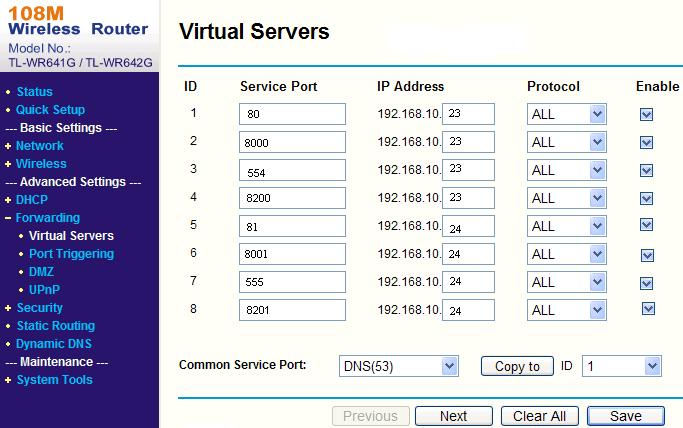 108M
Wireless Router
Model No.:
TL-WR641G / TL-WR642G
Status
Quick Setup
--- Basic Settings ---
Network
Wireless
--- Advanced Settings ---
DHCP
Forwarding
Virtual Servers
Port Triggering
DMZ
UPnP
Security
Static Routing
Dynamic DNS
--- Maintenance ---
System Tools
Virtual Servers
ID Service Port IP Address Protocol Enable
1 80 192.168.10. 23 ALL
2 8000 192.168.10. 23 ALL
3 554 192.168.10. 23 ALL
4 8200 192.168.10. 23 ALL
5 81 192.168.10. 24 ALL
6 8001 192.168.10. 24 ALL
7 555 192.168.10. 24 ALL
8 8201 192.168.10. 24 ALL
Common Service Port: DNS(53) Copy to ID 1
Previous Next Clear All Save